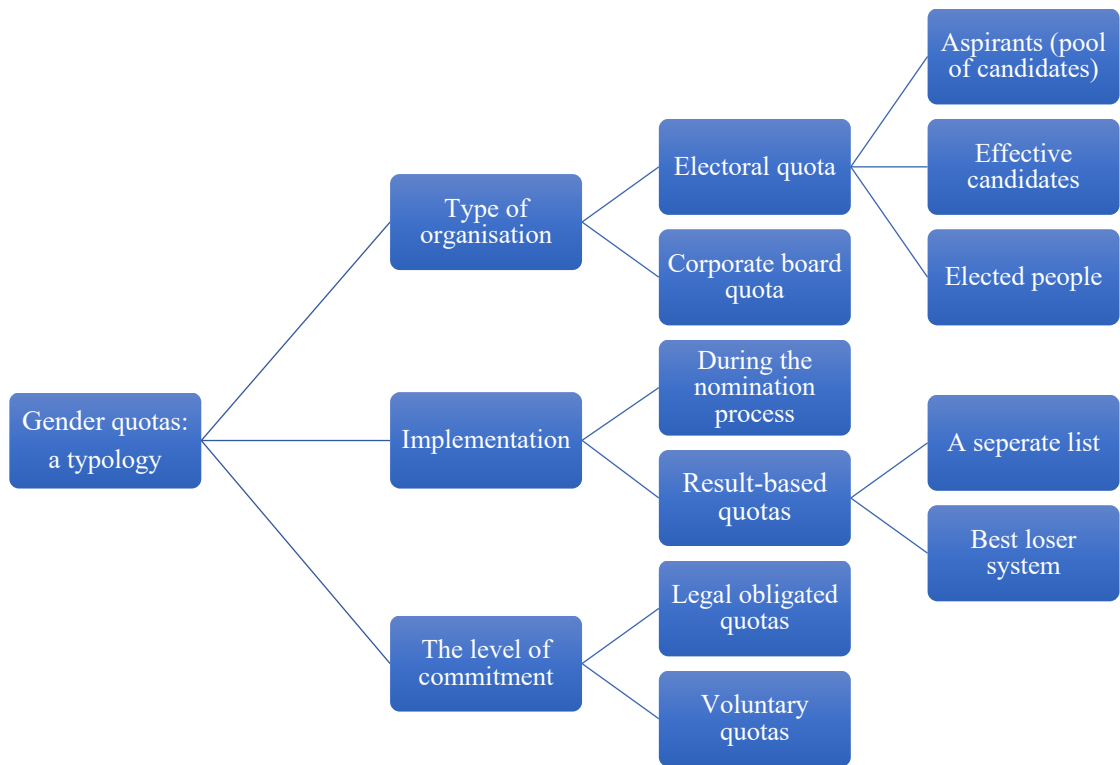 Gender quotas:
a typology
Type of
organisation
Electoral quota
Aspirants (pool
of candidates)
Effective
candidates
Elected people
Corporate board
quota
Implementation
During the
nomination
process
Result-based
quotas
A seperate list
Best loser
system
The level of
commitment
Legal obligated
quotas
Voluntary
quotas